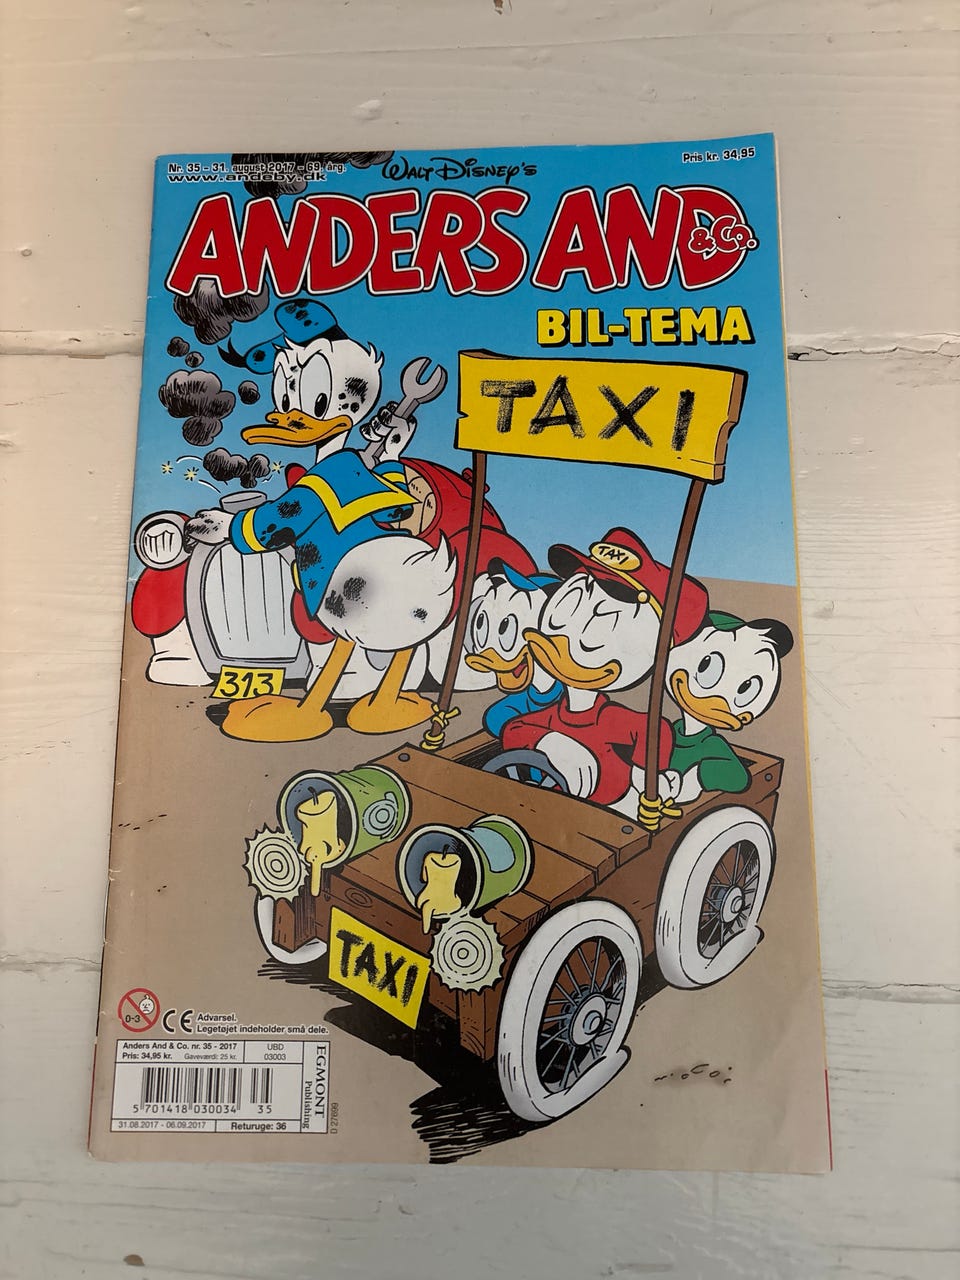 Nr. 35 - 31. august 2017 - 69. årg.
www.andeby.dk
WALT DISNEY'S
Pris kr. 34,95
ANDERS AND
& Co.
BIL-TEMA
TAXI
TAXI
313
TAXI
0-3
CE
Advarsel.
Legetøjet indeholder små dele.
Anders And & Co. nr. 35 - 2017
Pris: 34,95 kr. Gaveværdi: 25 kr.
UBD
03003
5 701418 030034 35
31.08.2017 - 06.09.2017
Returuge: 36
EGMONT
Publishing
D 27699